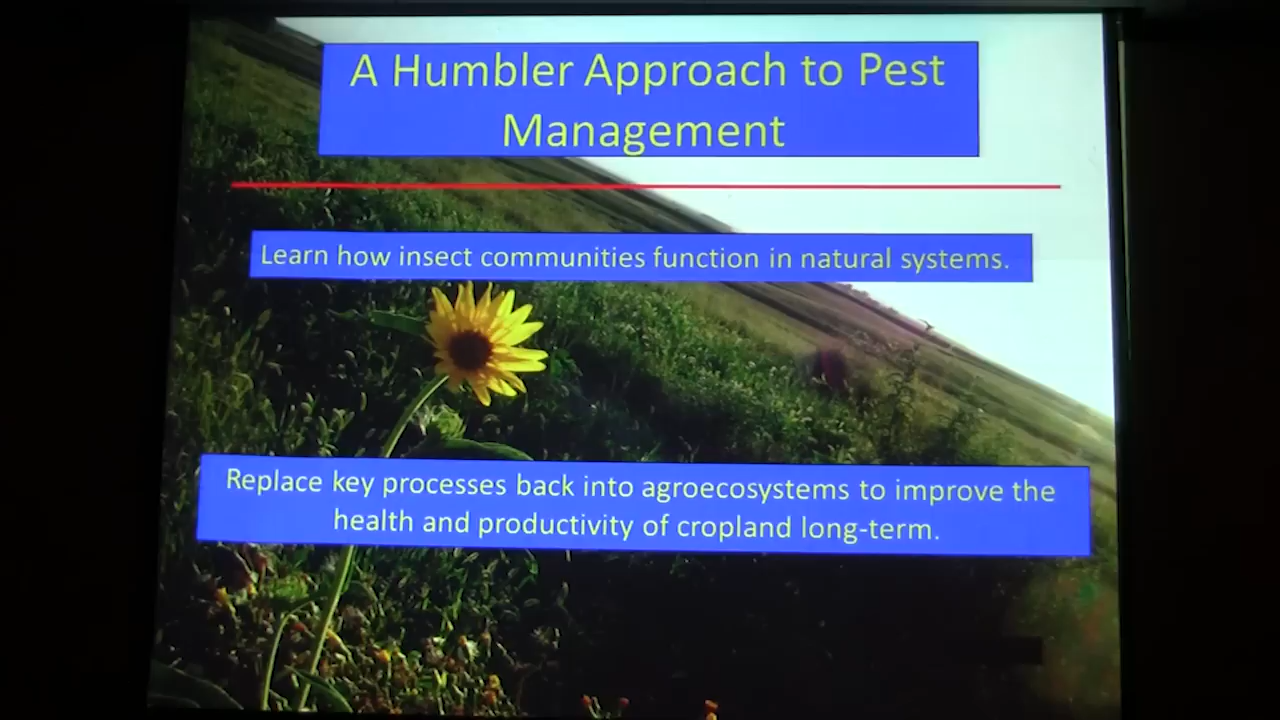 A Humbler Approach to Pest
Management
Learn how insect communities function in natural systems.
Replace key processes back into agroecosystems to improve the
health and productivity of cropland long-term.